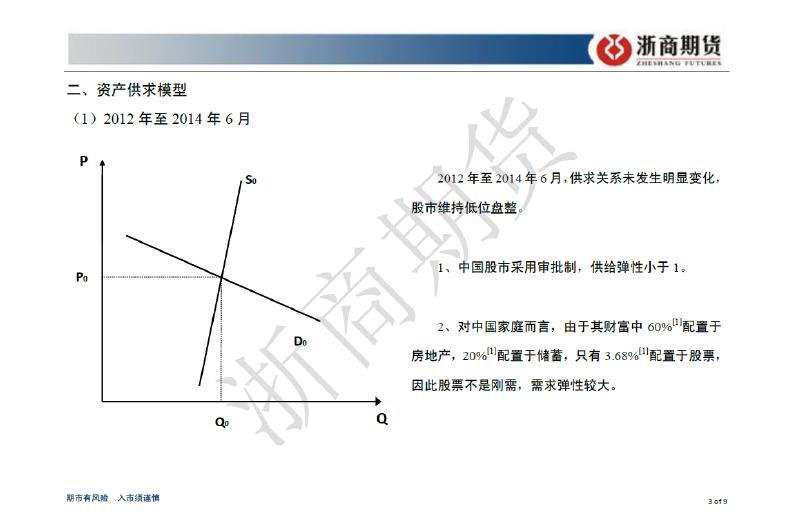 浙商期货
ZHESHANG FUTURES
二、资产供求模型
（1）2012 年至 2014 年 6 月
P
S0
P0
D0
Q0
Q
2012 年至 2014 年 6 月，供求关系未发生明显变化，
股市维持低位盘整。
1、中国股市采用审批制，供给弹性小于 1。
2、对中国家庭而言，由于其财富中 60%[1]配置于
房地产，20%[1]配置于储蓄，只有 3.68%[1]配置于股票，
因此股票不是刚需，需求弹性较大。
浙商期货
期市有风险 入市须谨慎
3 of 9